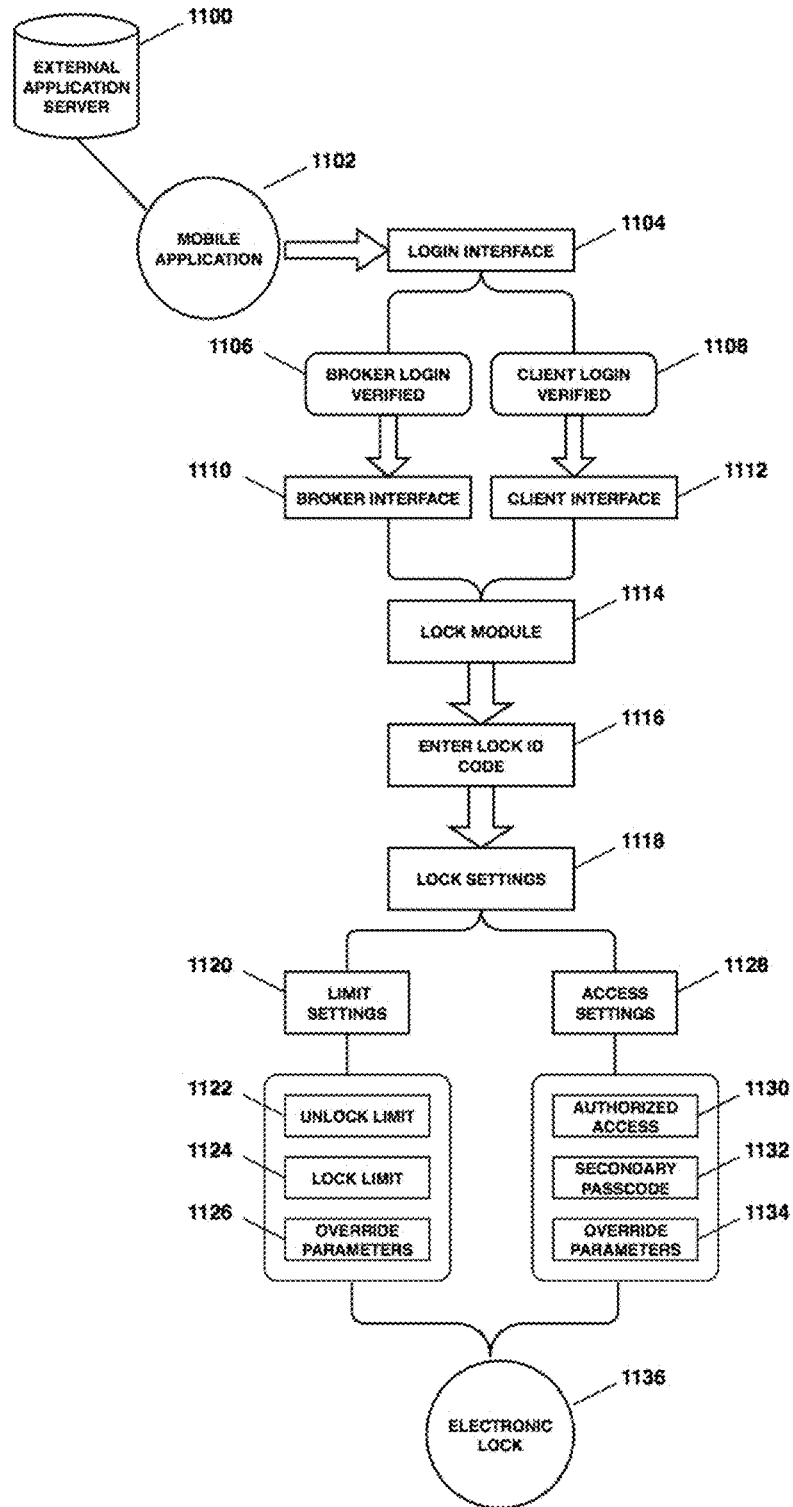 1100
EXTERNAL
APPLICATION
SERVER
1102
MOBILE
APPLICATION
1104
LOGIN INTERFACE
1106
BROKER LOGIN
VERIFIED
1108
CLIENT LOGIN
VERIFIED
1110
BROKER INTERFACE
1112
CLIENT INTERFACE
1114
LOCK MODULE
1116
ENTER LOCK ID
CODE
1118
LOCK SETTINGS
1120
LIMIT
SETTINGS
1128
ACCESS
SETTINGS
1122
UNLOCK LIMIT
1124
LOCK LIMIT
1126
OVERRIDE
PARAMETERS
1130
AUTHORIZED
ACCESS
1132
SECONDARY
PASSCODE
1134
OVERRIDE
PARAMETERS
1136
ELECTRONIC
LOCK